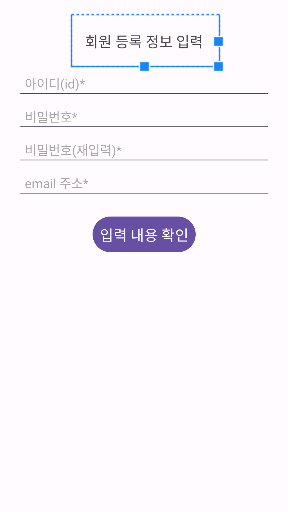 회원 등록 정보 입력
아이디(id)*
비밀번호*
비밀번호(재입력)*
email 주소*
입력 내용 확인